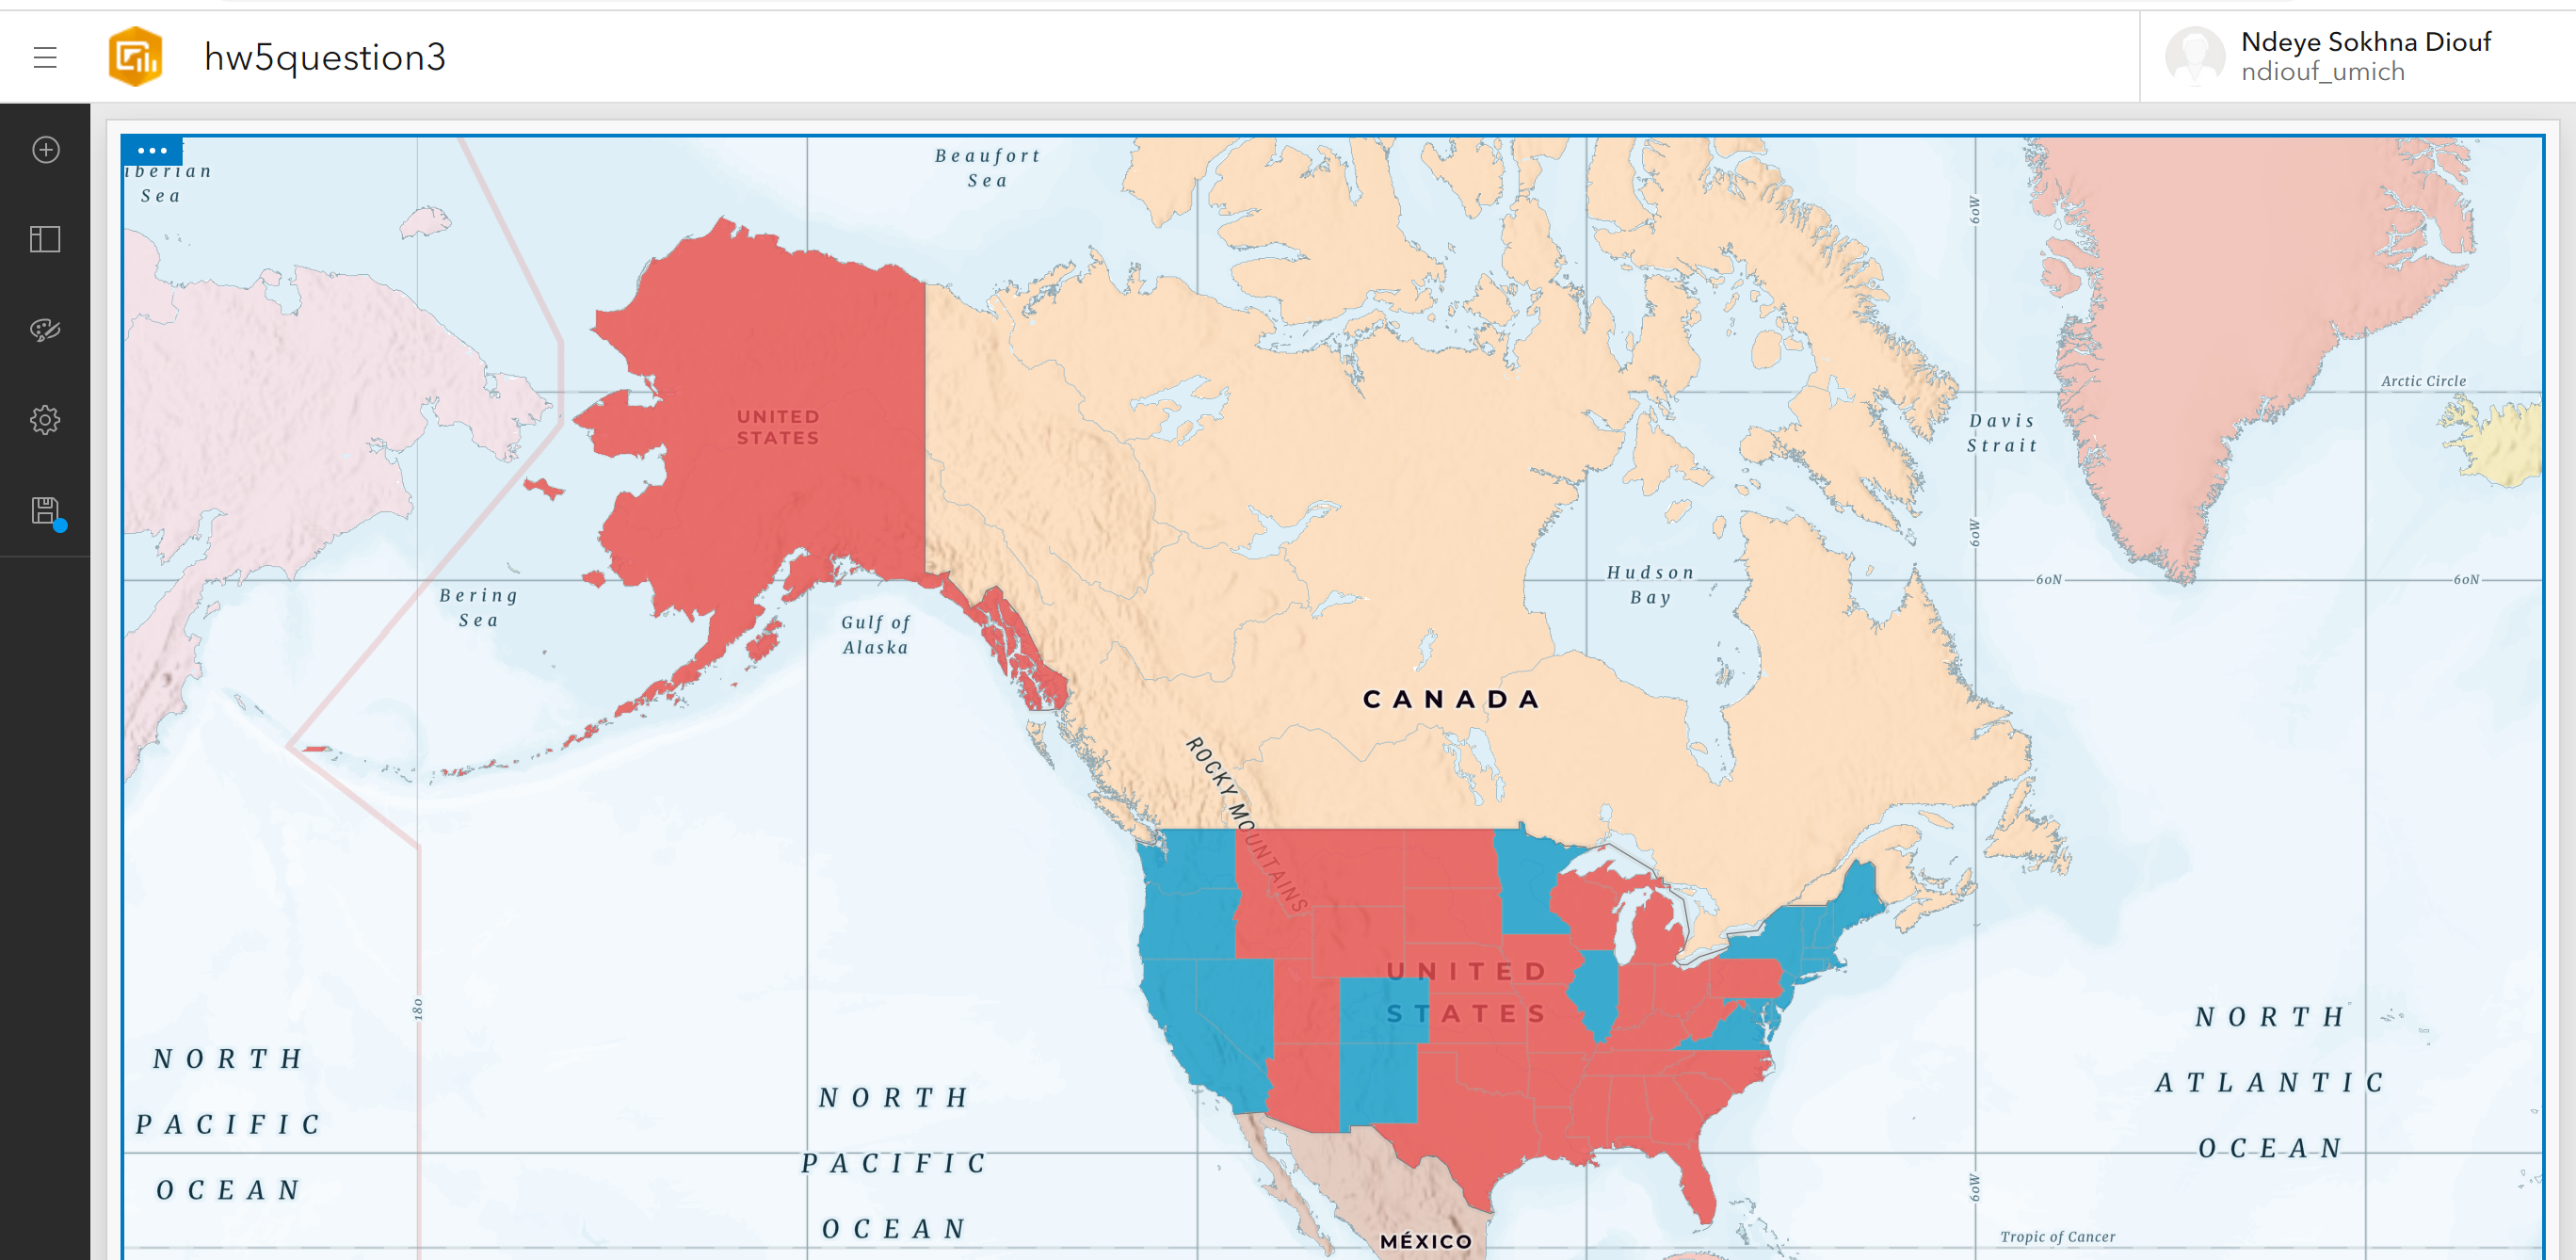 hw5question3
Ndeye Sokhna Diouf
ndiouf_umich
iberian
Sea
Beaufort
Sea
60W
Arctic Circle
UNITED
STATES
Davis
Strait
60W
Hudson
Bay
60N
60N
Bering
Sea
Gulf of
Alaska
CANADA
ROCKY MOUNTAINS
UNITED
STATES
180
NORTH
PACIFIC
OCEAN
NORTH
PACIFIC
OCEAN
NORTH
ATLANTIC
OCEAN
60W
MÉXICO
Tropic of Cancer